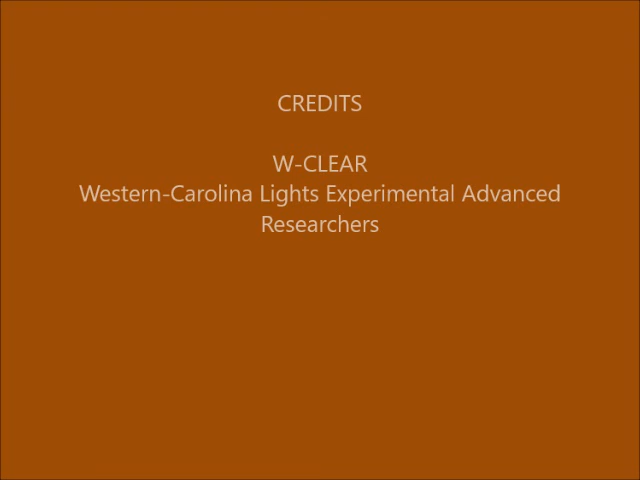 CREDITS
W-CLEAR
Western-Carolina Lights Experimental Advanced
Researchers